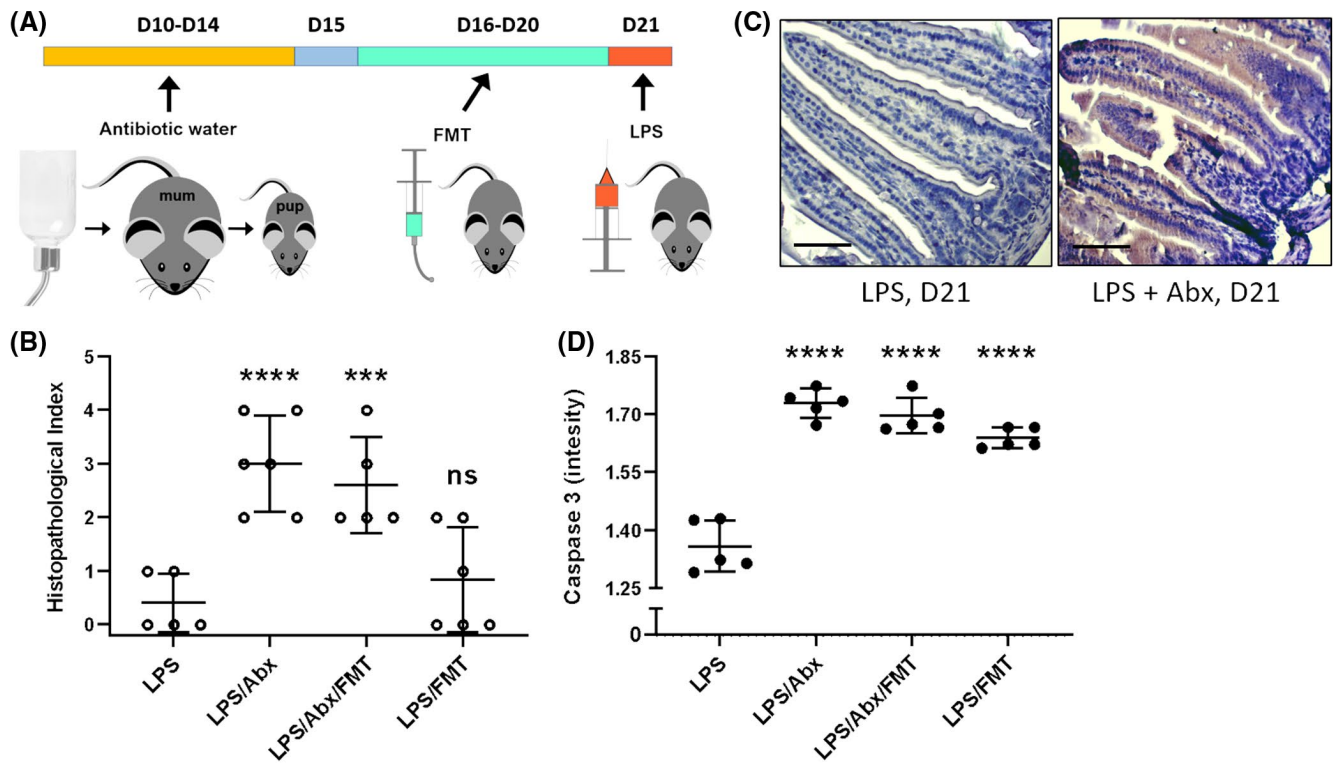 (A)
D10-D14 D15 D16-D20 D21
Antibiotic water
FMT
LPS
mum
pup
(C)
LPS, D21
LPS + Abx, D21
(B)
Histopathological Index
5
4
3
2
1
0
****
***
ns
LPS
LPS/Abx
LPS/Abx/FMT
LPS/FMT
(D)
Caspase 3 (intesity)
1.85
1.70
1.55
1.40
1.25
0
****
****
****
LPS
LPS/Abx
LPS/Abx/FMT
LPS/FMT